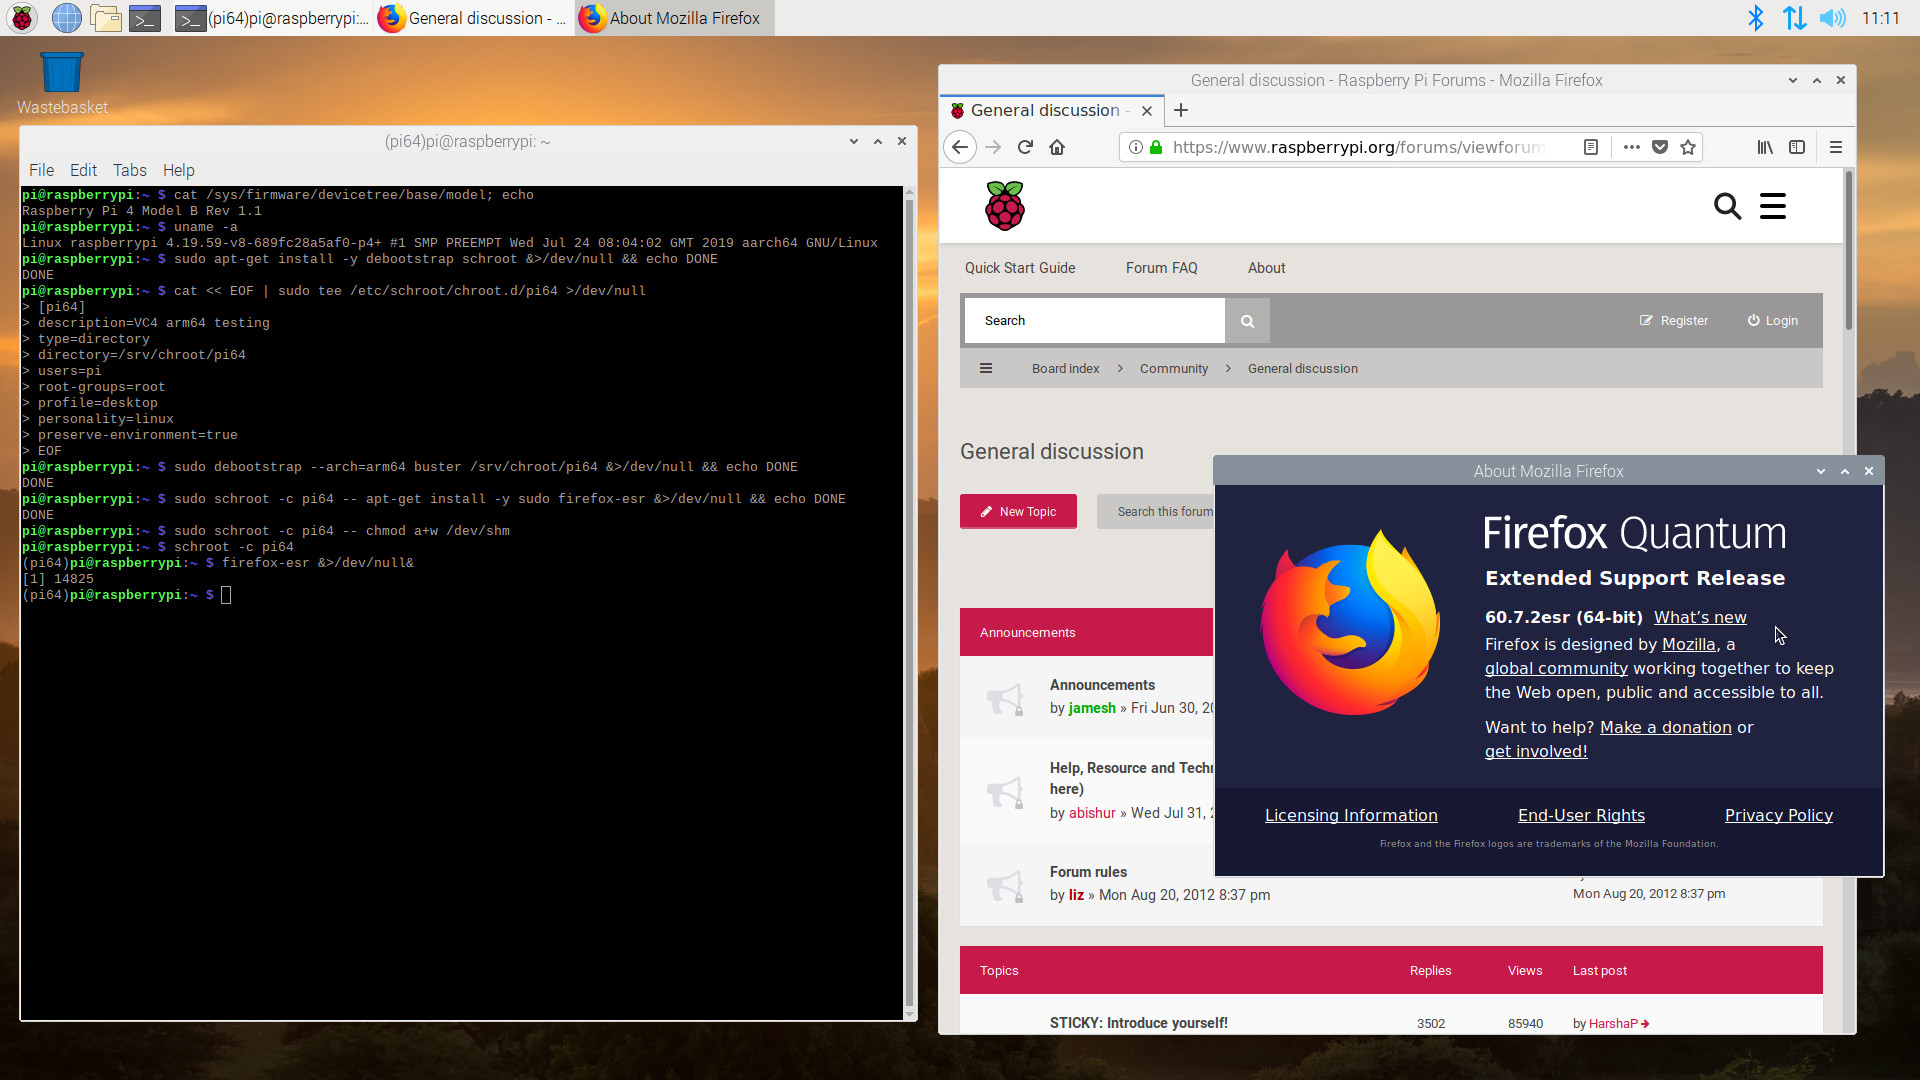 (pi64)pi@raspberrypi:...
General discussion - ...
About Mozilla Firefox
11:11
Wastebasket
(pi64)pi@raspberrypi: ~
File Edit Tabs Help
pi@raspberrypi:~ $ cat /sys/firmware/devicetree/base/model; echo
Raspberry Pi 4 Model B Rev 1.1
pi@raspberrypi:~ $ uname -a
Linux raspberrypi 4.19.59-v8-689fc28a5af0-p4+ #1 SMP PREEMPT Wed Jul 24 08:04:02 GMT 2019 aarch64 GNU/Linux
pi@raspberrypi:~ $ sudo apt-get install -y debootstrap schroot &>/dev/null && echo DONE
DONE
pi@raspberrypi:~ $ cat << EOF | sudo tee /etc/schroot/chroot.d/pi64 >/dev/null
> [pi64]
> description=VC4 arm64 testing
> type=directory
> directory=/srv/chroot/pi64
> users=pi
> root-groups=root
> profile=desktop
> personality=linux
> preserve-environment=true
> EOF
pi@raspberrypi:~ $ sudo debootstrap --arch=arm64 buster /srv/chroot/pi64 &>/dev/null && echo DONE
DONE
pi@raspberrypi:~ $ sudo schroot -c pi64 -- apt-get install -y sudo firefox-esr &>/dev/null && echo DONE
DONE
pi@raspberrypi:~ $ sudo schroot -c pi64 -- chmod a+w /dev/shm
pi@raspberrypi:~ $ schroot -c pi64
(pi64)pi@raspberrypi:~ $ firefox-esr &>/dev/null&
[1] 14825
(pi64)pi@raspberrypi:~ $
General discussion - Raspberry Pi Forums - Mozilla Firefox
General discussion -
https://www.raspberrypi.org/forums/viewforum
Quick Start Guide Forum FAQ About
Search
Register Login
Board index > Community > General discussion
General discussion
New Topic
Search this forum
Announcements
Announcements
by jamesh » Fri Jun 30, 20
Help, Resource and Techn
here)
by abishur » Wed Jul 31, 2
Forum rules
by liz » Mon Aug 20, 2012 8:37 pm
Mon Aug 20, 2012 8:37 pm
Topics Replies Views Last post
STICKY: Introduce yourself! 3502 85940 by HarshaP
About Mozilla Firefox
Firefox Quantum
Extended Support Release
60.7.2esr (64-bit) What's new
Firefox is designed by Mozilla, a
global community working together to keep
the Web open, public and accessible to all.
Want to help? Make a donation or
get involved!
Licensing Information End-User Rights Privacy Policy
Firefox and the Firefox logos are trademarks of the Mozilla Foundation.